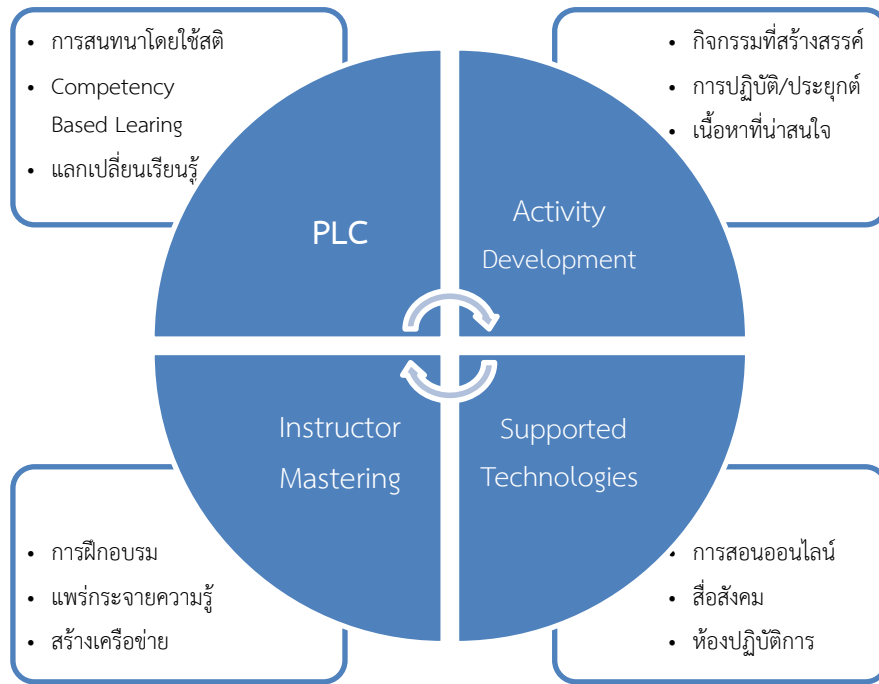 • การสนทนาโดยใช้สติ
• Competency
Based Learing
• แลกเปลี่ยนเรียนรู้
• กิจกรรมที่สร้างสรรค์
• การปฏิบัติ/ประยุกต์
• เนื้อหาที่น่าสนใจ
PLC
Activity
Development
Instructor
Mastering
Supported
Technologies
• การฝึกอบรม
• แพร่กระจายความรู้
• สร้างเครือข่าย
• การสอนออนไลน์
• สื่อสังคม
• ห้องปฏิบัติการ